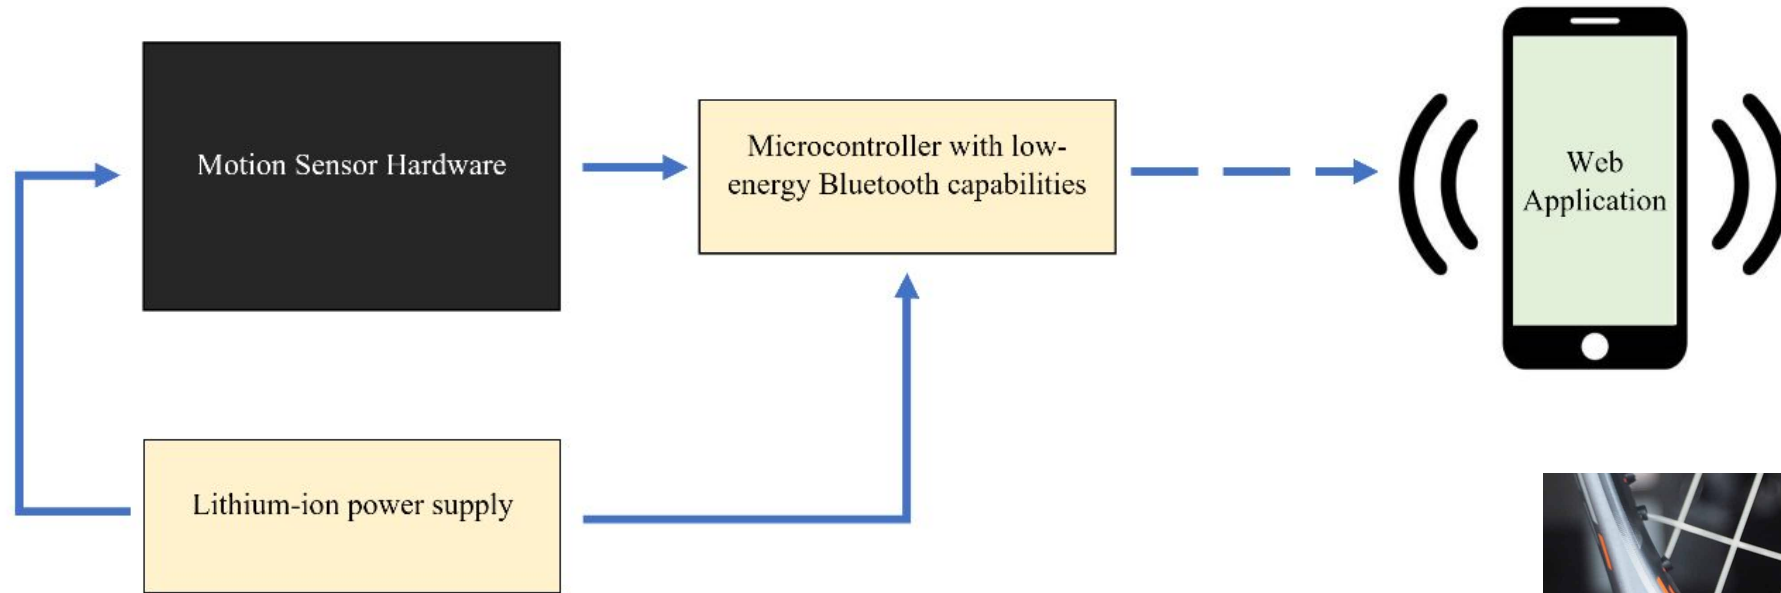 Motion Sensor Hardware
Microcontroller with low-
energy Bluetooth capabilities
Web
Application
Lithium-ion power supply